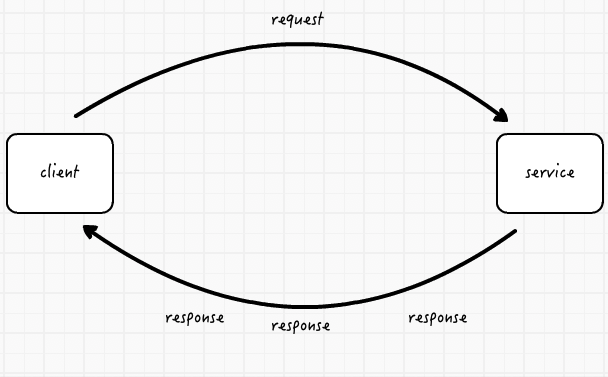 request
client
service
response
response
response